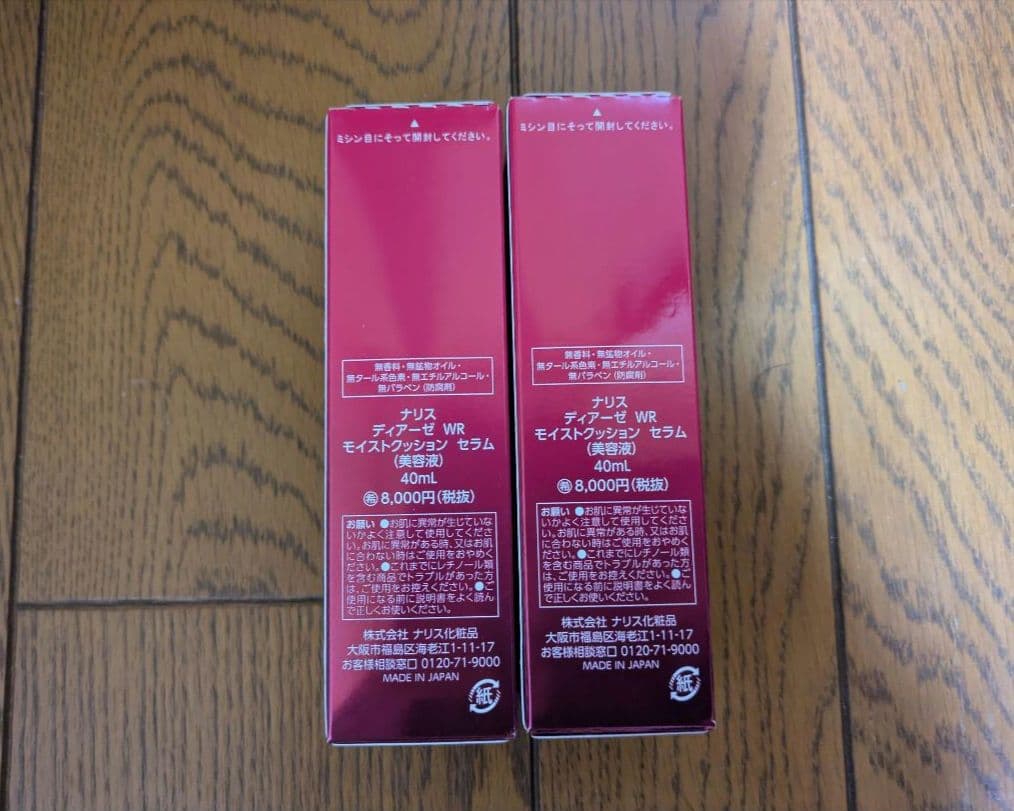 ▲
ミシン目にそって開封してください。
無香料・無鉱物オイル・
無タール系色素・無エチルアルコール・
無パラベン(防腐剤)
ナリス
ディアーゼ WR
モイストクッション セラム
(美容液)
40mL
㊒8,000円(税抜)
お願い ●お肌に異常が生じていな
いかよく注意して使用してくださ
い。お肌に異常がある時、又はお肌
に合わない時はご使用をおやめく
ださい。●これまでにレチノール類
を含む商品でトラブルがあった方
は、ご使用をお控えください。●ご
使用になる前に説明書をよく読ん
で正しくお使いください。
株式会社 ナリス化粧品
大阪市福島区海老江1-11-17
お客様相談窓口 0120-71-9000
MADE IN JAPAN
紙
▲
ミシン目にそって開封してください。
無香料・無鉱物オイル・
無タール系色素・無エチルアルコール・
無パラベン(防腐剤)
ナリス
ディアーゼ WR
モイストクッション セラム
(美容液)
40mL
希8,000円(税抜)
お願い ●お肌に異常が生じていな
いかよく注意して使用してくださ
い。お肌に異常がある時、又はお肌
に合わない時はご使用をおやめく
ださい。●これまでにレチノール類
を含む商品でトラブルがあった方
は、ご使用をお控えください。●ご
使用になる前に説明書をよく読ん
で正しくお使いください。
株式会社 ナリス化粧品
大阪市福島区海老江1-11-17
お客様相談窓口 0120-71-9000
MADE IN JAPAN
紙